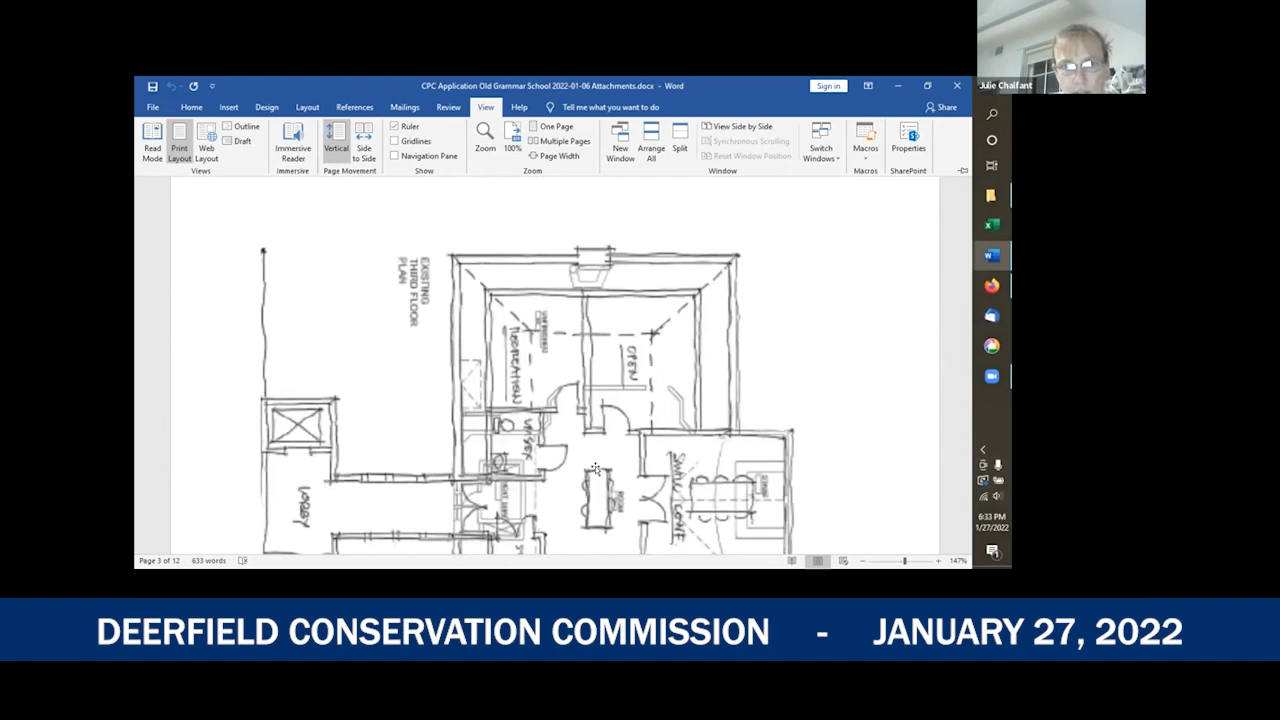 Julie Chalfant
CPC Application Old Grammar School 2022-01-06 Attachments.docx - Word
Sign in
File Home Insert Design Layout References Mailings Review View Help Tell me what you want to do Share
Read Mode
Print Layout
Web Layout
Outline
Draft
Views
Immersive Reader
Immersive
Vertical
Side to Side
Page Movement
Ruler
Gridlines
Navigation Pane
Show
Zoom
100%
One Page
Multiple Pages
Page Width
Zoom
New Window
Arrange All
Split
View Side by Side
Synchronous Scrolling
Reset Window Position
Switch Windows
Window
Macros
Macros
Properties
SharePoint
EXISTING
THIRD FLOOR
PLAN
RECREATION
OPEN
LOBBY
Page 3 of 12 633 words
147%
6:33 PM
1/27/2022
DEERFIELD CONSERVATION COMMISSION - JANUARY 27, 2022